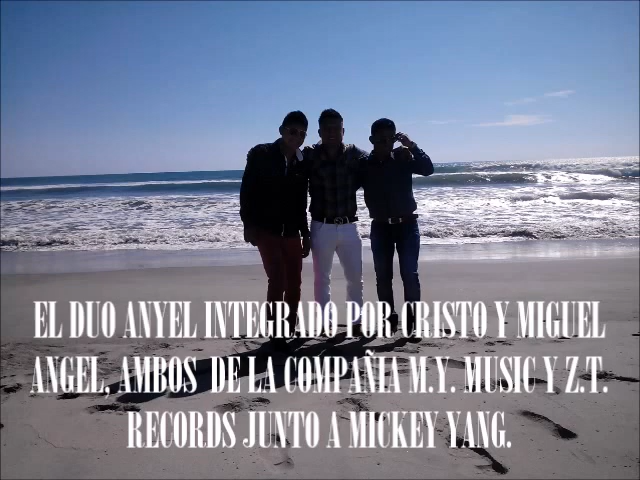 EL DUO ANYEL INTEGRADO POR CRISTO Y MIGUEL
ANGEL, AMBOS DE LA COMPAÑIA M.Y. MUSIC Y Z.T.
RECORDS JUNTO A MICKEY YANG.